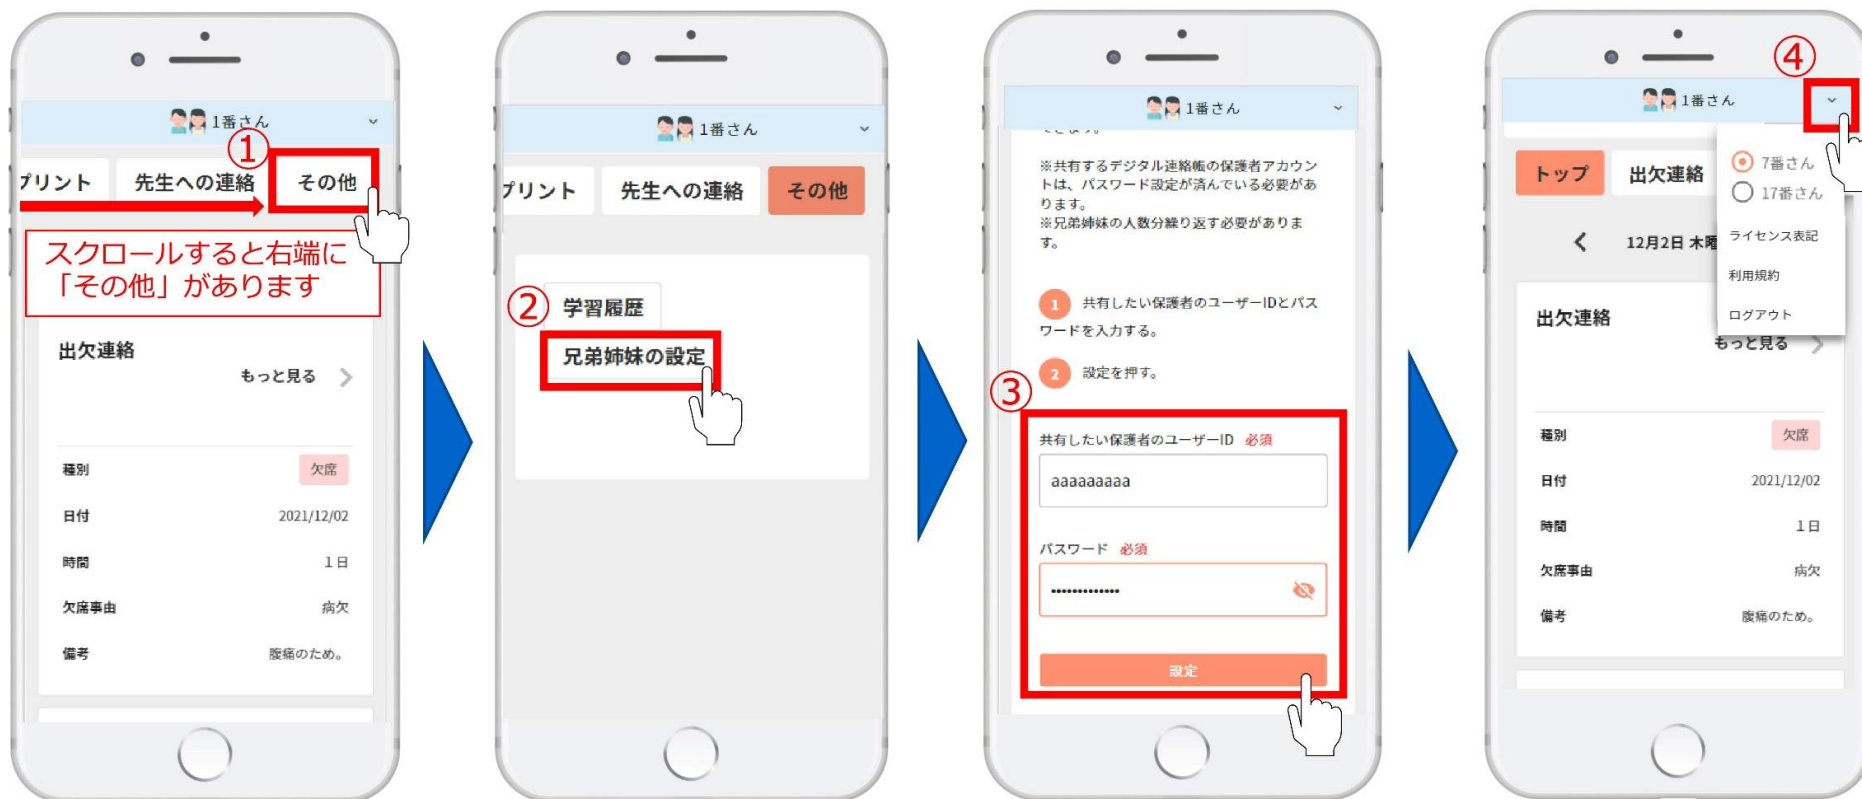 1番さん
①
プリント 先生への連絡 その他
スクロールすると右端に
「その他」があります
出欠連絡
もっと見る
種別 欠席
日付 2021/12/02
時間 1日
欠席事由 病欠
備考 腹痛のため。
1番さん
プリント 先生への連絡 その他
②
学習履歴
兄弟姉妹の設定
1番さん
できます。
※共有するデジタル連絡帳の保護者アカウン
トは、パスワード設定が済んでいる必要があ
ります。
※兄弟姉妹の人数分繰り返す必要がありま
す。
1 共有したい保護者のユーザーIDとパス
ワードを入力する。
2 設定を押す。
③
共有したい保護者のユーザーID 必須
aaaaaaaaa
パスワード 必須
•••••••••••••
設定
④
1番さん
トップ 出欠連絡
7番さん
17番さん
12月2日 木曜
ライセンス表記
利用規約
ログアウト
出欠連絡
もっと見る
種別 欠席
日付 2021/12/02
時間 1日
欠席事由 病欠
備考 腹痛のため。